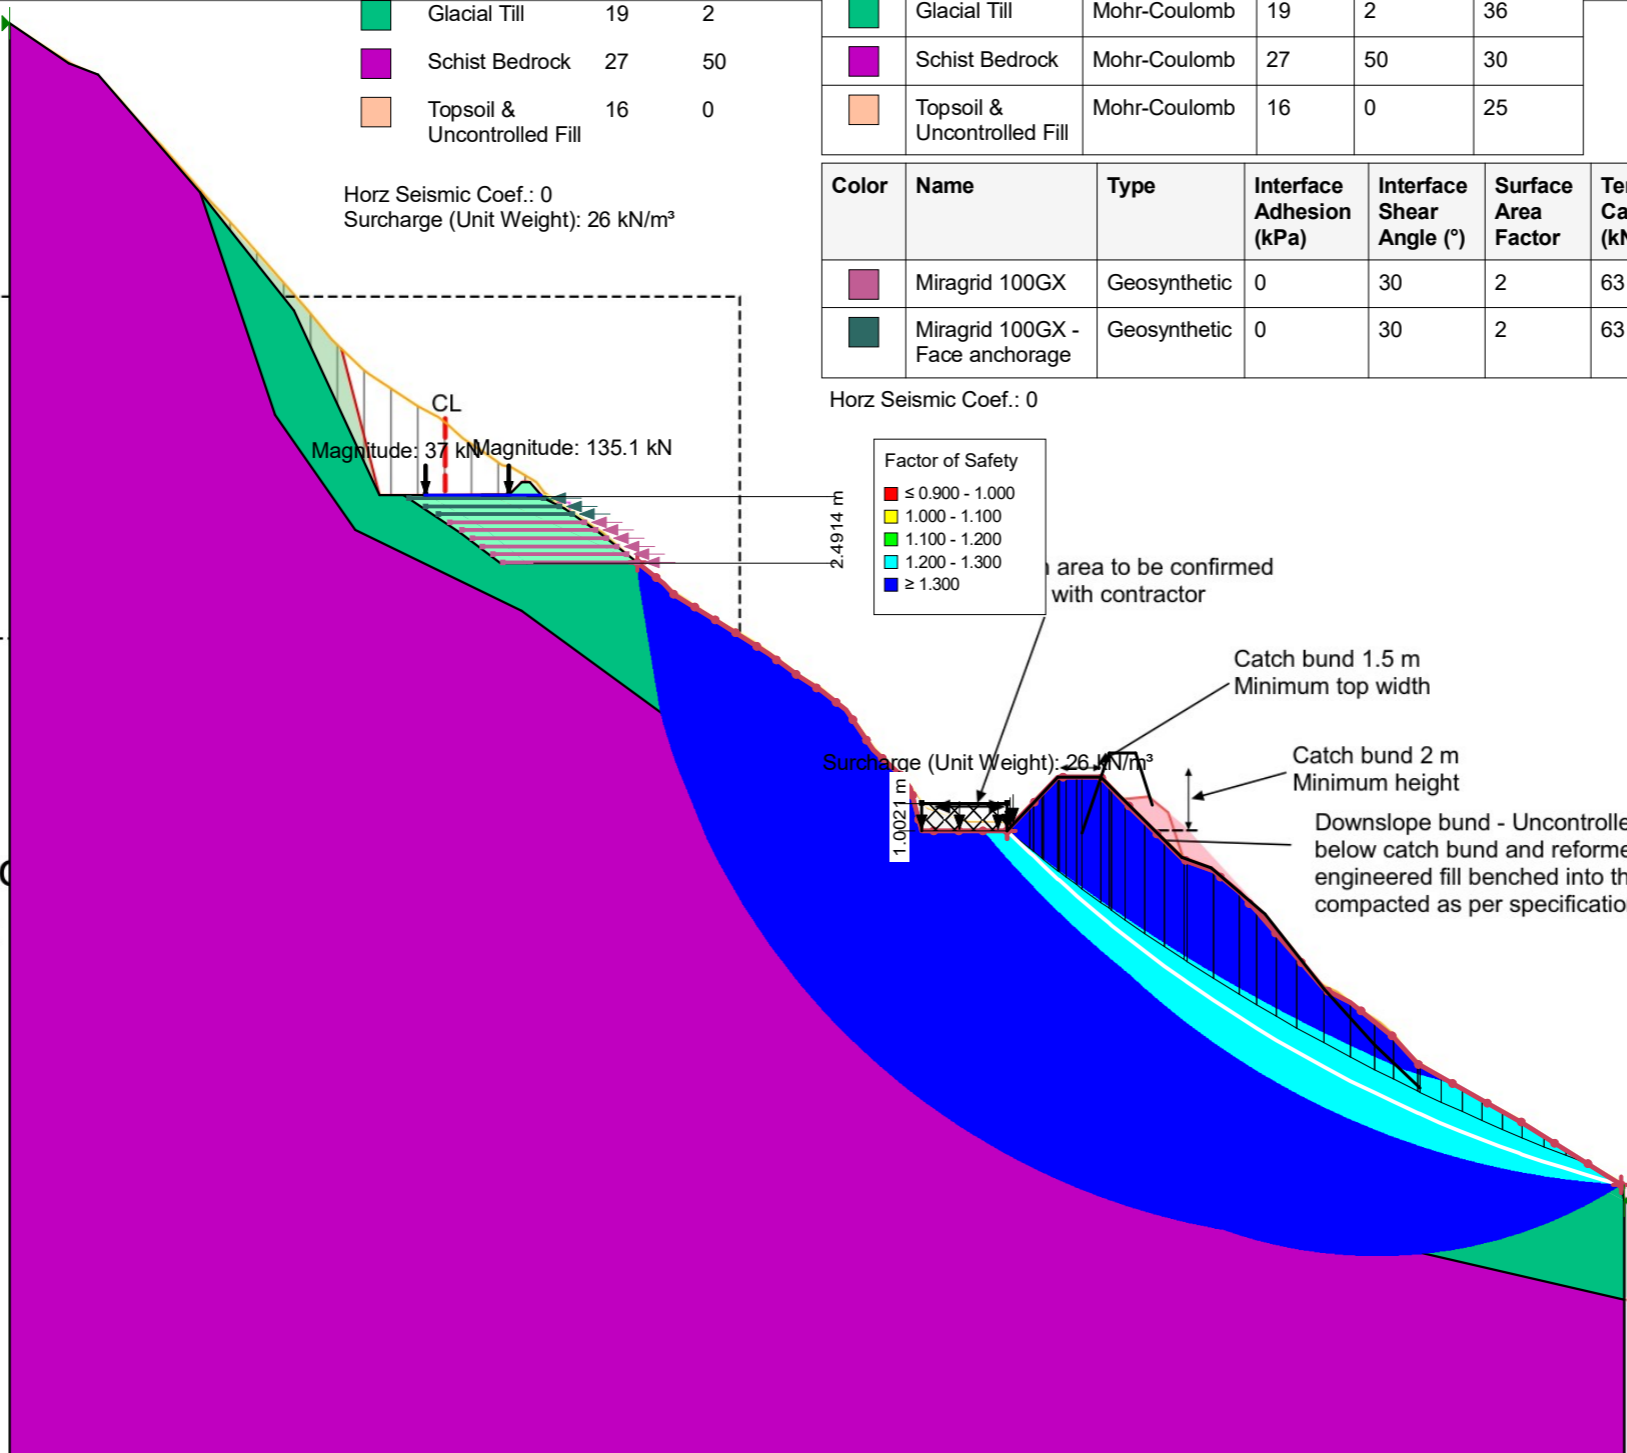 Glacial Till 19 2
Schist Bedrock 27 50
Topsoil & 16 0
Uncontrolled Fill
Horz Seismic Coef.: 0
Surcharge (Unit Weight): 26 kN/m³
Glacial Till Mohr-Coulomb 19 2 36
Schist Bedrock Mohr-Coulomb 27 50 30
Topsoil & Mohr-Coulomb 16 0 25
Uncontrolled Fill
Color Name Type Interface Interface Surface
Adhesion Shear Area
(kPa) Angle (°) Factor
Miragrid 100GX Geosynthetic 0 30 2 63
Miragrid 100GX - Geosynthetic 0 30 2 63
Face anchorage
Horz Seismic Coef.: 0
CL
Magnitude: 37 kN
Magnitude: 135.1 kN
2.4914 m
Factor of Safety
≤ 0.900 - 1.000
1.000 - 1.100
1.100 - 1.200
1.200 - 1.300
≥ 1.300
area to be confirmed
with contractor
Catch bund 1.5 m
Minimum top width
Surcharge (Unit Weight): 26 kN/m³
1.0021 m
Catch bund 2 m
Minimum height
Downslope bund - Uncontrolle
below catch bund and reforme
engineered fill benched into th
compacted as per specificatio